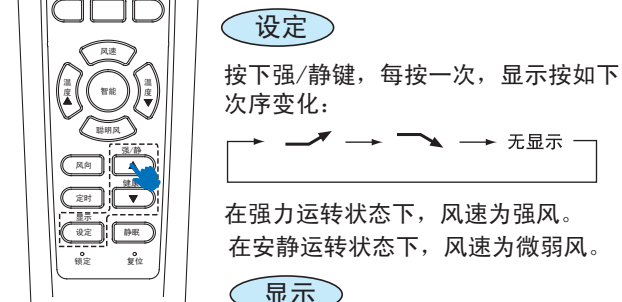 设定
按下强/静键，每按一次，显示按如下
次序变化：
无显示
在强力运转状态下，风速为强风。
在安静运转状态下，风速为微弱风。
显示
风速
温度
智能
温度
聪明风
强/静
风向
健康
定时
显示
设定
静眠
锁定
复位